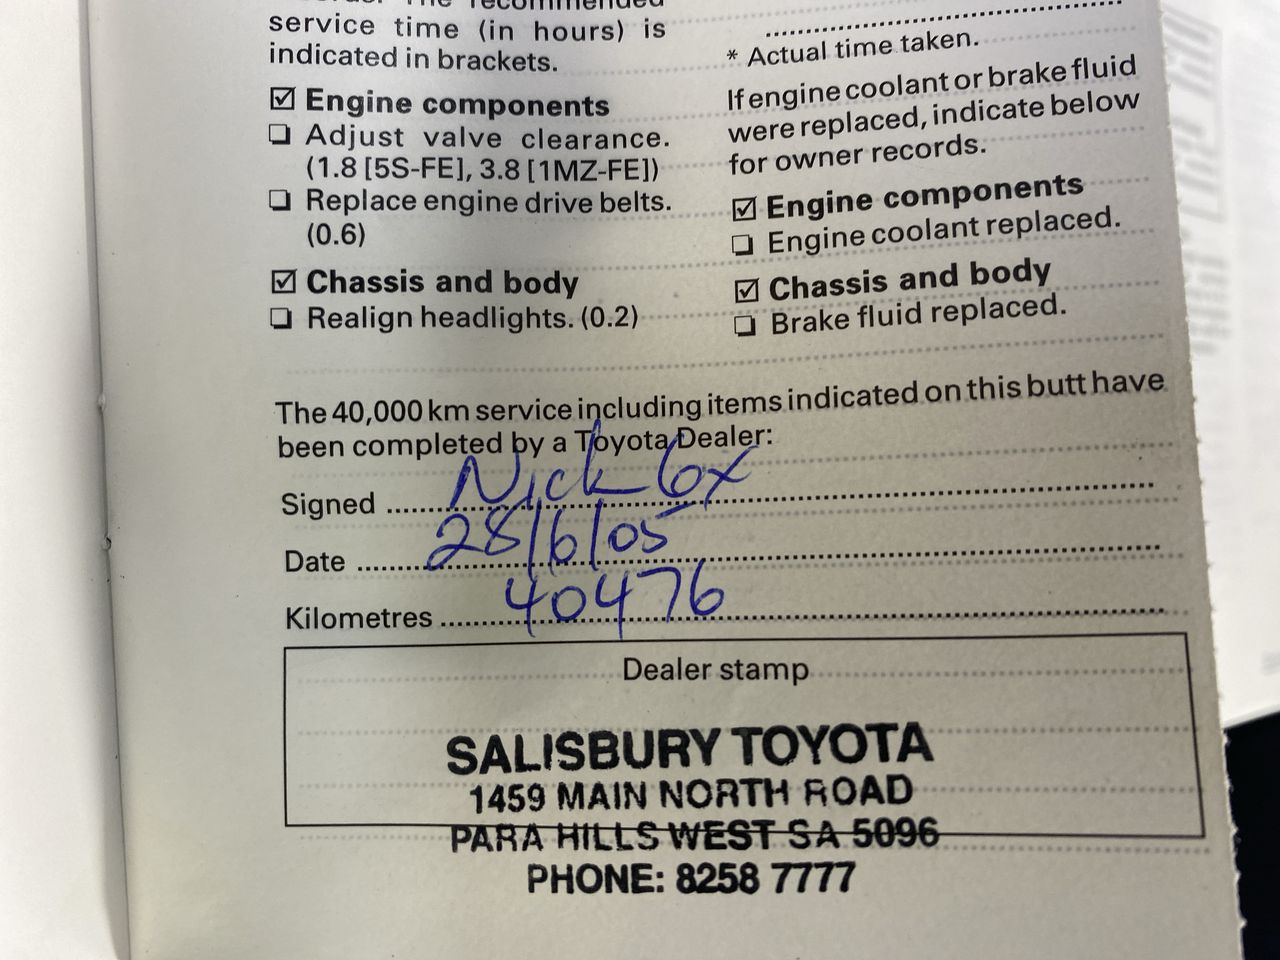 service time (in hours) is
indicated in brackets.
☑ Engine components
❏ Adjust valve clearance.
(1.8 [5S-FE], 3.8 [1MZ-FE])
❏ Replace engine drive belts.
(0.6)
☑ Chassis and body
❏ Realign headlights. (0.2)
* Actual time taken.
If engine coolant or brake fluid
were replaced, indicate below
for owner records.
☑ Engine components
❏ Engine coolant replaced.
☑ Chassis and body
❏ Brake fluid replaced.
The 40,000 km service including items indicated on this butt have
been completed by a Toyota Dealer:
Signed Nick
Date 28/6/05
Kilometres 40476
Dealer stamp
SALISBURY TOYOTA
1459 MAIN NORTH ROAD
PARA HILLS WEST SA 5096
PHONE: 8258 7777